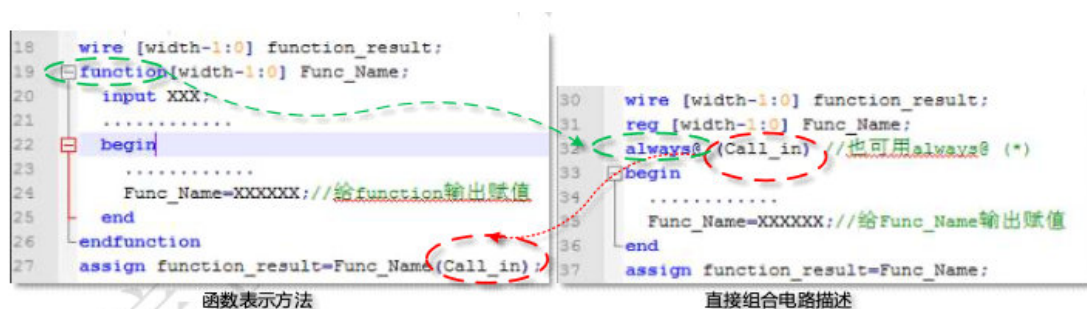 18 wire [width-1:0] function_result;
19 function[width-1:0] Func_Name;
20 input XXX;
21 ............
22 begin
23 ............
24 Func_Name=XXXXXX;//给function输出赋值
25 end
26 endfunction
27 assign function_result=Func_Name(Call_in);
函数表示方法
30 wire [width-1:0] function_result;
31 reg [width-1:0] Func_Name;
32 always@ (Call_in) //也可用always@ (*)
33 begin
34 ............
35 Func_Name=XXXXXX;//给Func_Name输出赋值
36 end
37 assign function_result=Func_Name;
直接组合电路描述